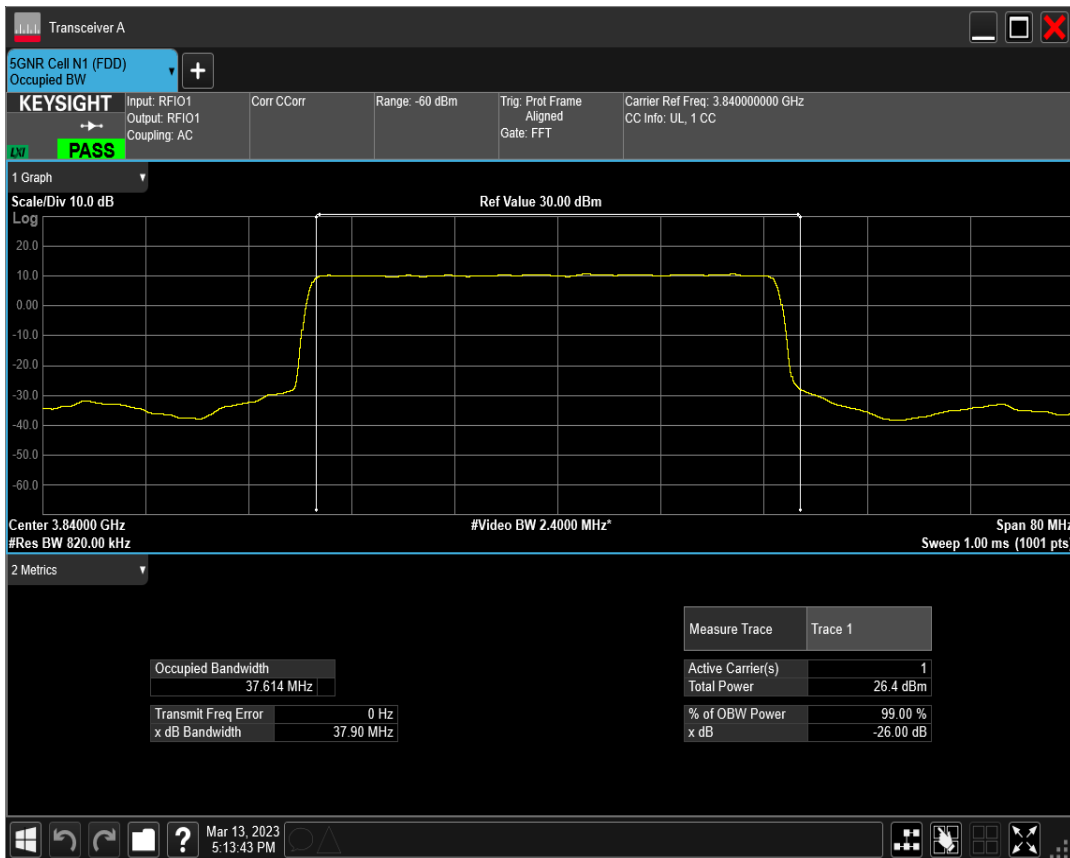 Transceiver A
5GNR Cell N1 (FDD)
Occupied BW
+
KEYSIGHT
LXI
PASS
Input: RFIO1
Output: RFIO1
Coupling: AC
Corr CCorr
Range: -60 dBm
Trig: Prot Frame
Aligned
Gate: FFT
Carrier Ref Freq: 3.840000000 GHz
CC Info: UL, 1 CC
1 Graph
Scale/Div 10.0 dB
Ref Value 30.00 dBm
Log
20.0
10.0
0.00
-10.0
-20.0
-30.0
-40.0
-50.0
-60.0
Center 3.84000 GHz
#Video BW 2.4000 MHz*
Span 80 MHz
#Res BW 820.00 kHz
Sweep 1.00 ms (1001 pts)
2 Metrics
Measure Trace Trace 1
Occupied Bandwidth
37.614 MHz
Active Carrier(s) 1
Total Power 26.4 dBm
Transmit Freq Error 0 Hz
x dB Bandwidth 37.90 MHz
% of OBW Power 99.00 %
x dB -26.00 dB
?
Mar 13, 2023
5:13:43 PM